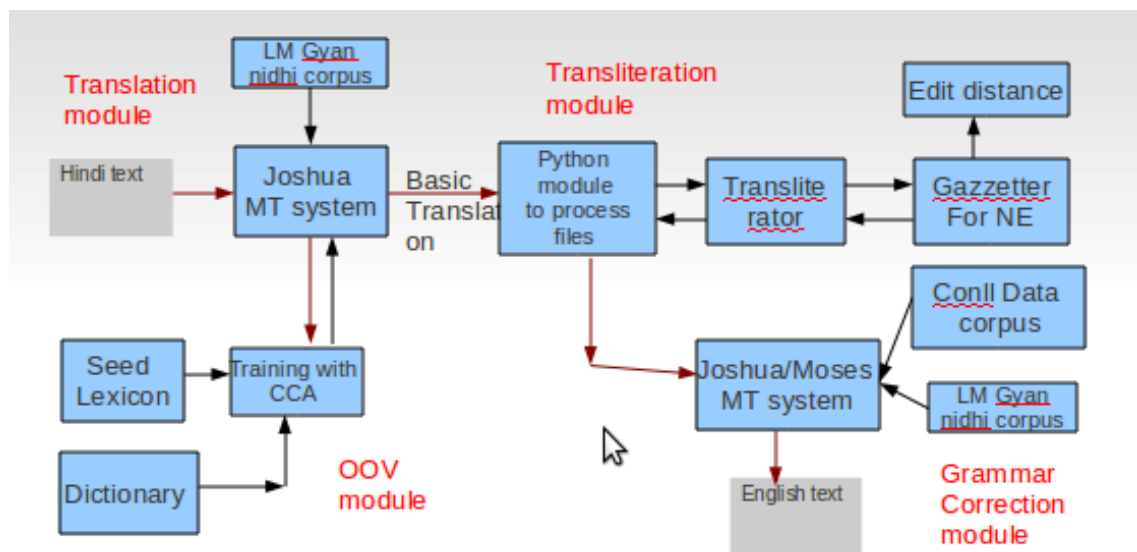 LM Gyan
nidhi corpus
Translation
module
Transliteration
module
Edit distance
Hindi text
Joshua
MT system
Basic
Translati
on
Python
module
to process
files
Translite
rator
Gazzetter
For NE
Conll Data
corpus
Seed
Lexicon
Training with
CCA
Joshua/Moses
MT system
LM Gyan
nidhi corpus
Dictionary
OOV
module
English text
Grammar
Correction
module